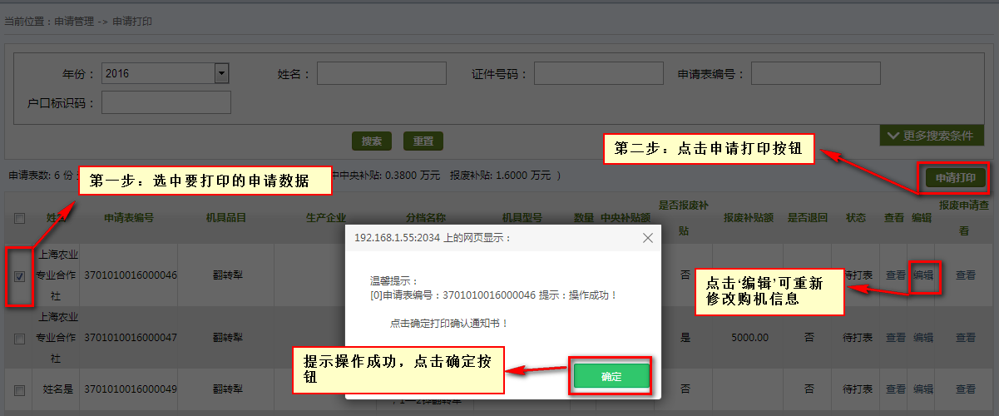 当前位置：申请管理 -> 申请打印
年份： 2016 姓名： 证件号码： 申请表编号：
户口标识码：
搜索 重置
更多搜索条件
第二步：点击申请打印按钮
申请表数: 6 份
第一步：选中要打印的申请数据
中央补贴: 0.3800 万元 报废补贴: 1.6000 万元 )
申请打印
姓名 申请表编号 机具品目 生产企业 分档名称 机具型号 数量 中央补贴额 是否报废补贴 报废补贴额 是否退回 状态 查看 编辑 报废申请查看
上海农业
专业合作 3701010016000046 翻转犁 否 待打表 查看 编辑 查看
社
192.168.1.55:2034 上的网页显示：
温馨提示：
[0]申请表编号：3701010016000046 提示：操作成功！
点击确定打印确认通知书！
确定
点击‘编辑’可重新
修改购机信息
上海农业
专业合作 3701010016000047 翻转犁 是 5000.00 否 待打表 查看 编辑 查看
社
提示操作成功，点击确定按
钮
姓名是 3701010016000049 翻转犁 否 否 待打表 查看 编辑 查看